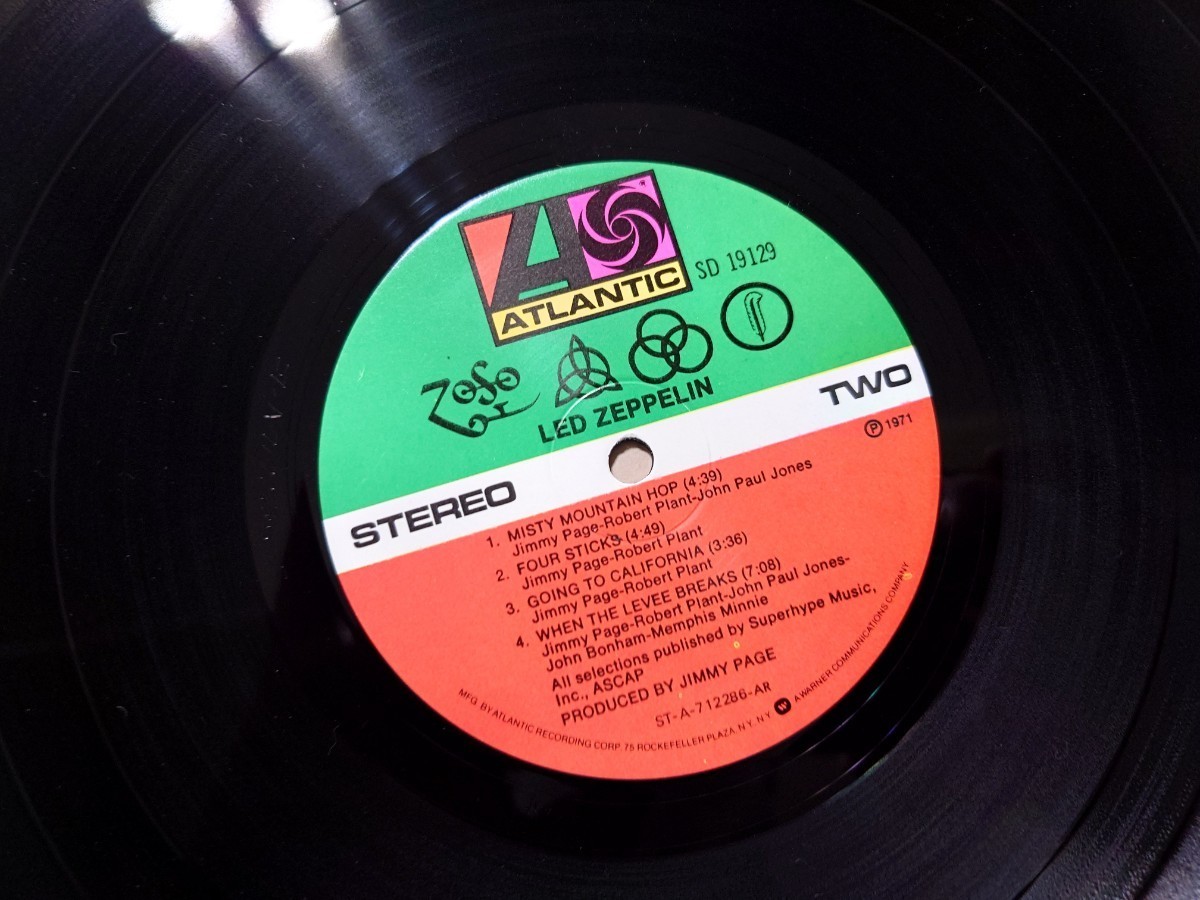 ATLANTIC
SD 19129
ZoSo
LED ZEPPELIN
STEREO
TWO
℗ 1971
1. MISTY MOUNTAIN HOP (4:39)
Jimmy Page-Robert Plant-John Paul Jones
2. FOUR STICKS (4:49)
Jimmy Page-Robert Plant
3. GOING TO CALIFORNIA (3:36)
Jimmy Page-Robert Plant
4. WHEN THE LEVEE BREAKS (7:08)
Jimmy Page-Robert Plant-John Paul Jones-
John Bonham-Memphis Minnie
All selections published by Superhype Music,
Inc., ASCAP
PRODUCED BY JIMMY PAGE
ST-A-712286-AR
MFG. BY ATLANTIC RECORDING CORP. 75 ROCKEFELLER PLAZA, N.Y. N.Y. W A WARNER COMMUNICATIONS COMPANY